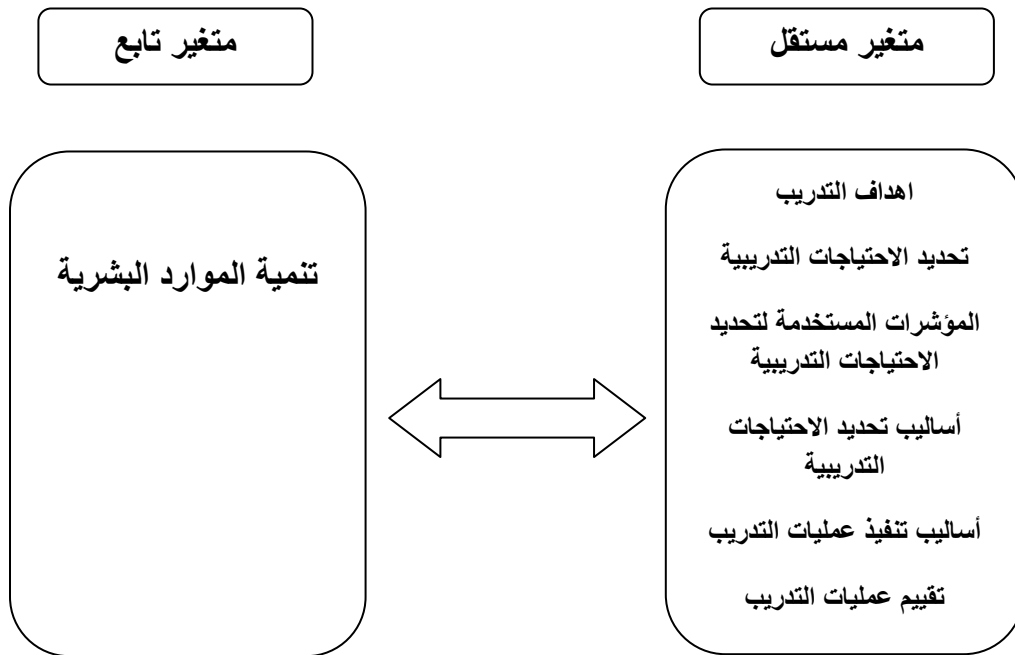 متغير مستقل
متغير تابع
اهداف التدريب
تحديد الاحتياجات التدريبية
المؤشرات المستخدمة لتحديد
الاحتياجات التدريبية
أساليب تحديد الاحتياجات
التدريبية
أساليب تنفيذ عمليات التدريب
تقييم عمليات التدريب
تنمية الموارد البشرية